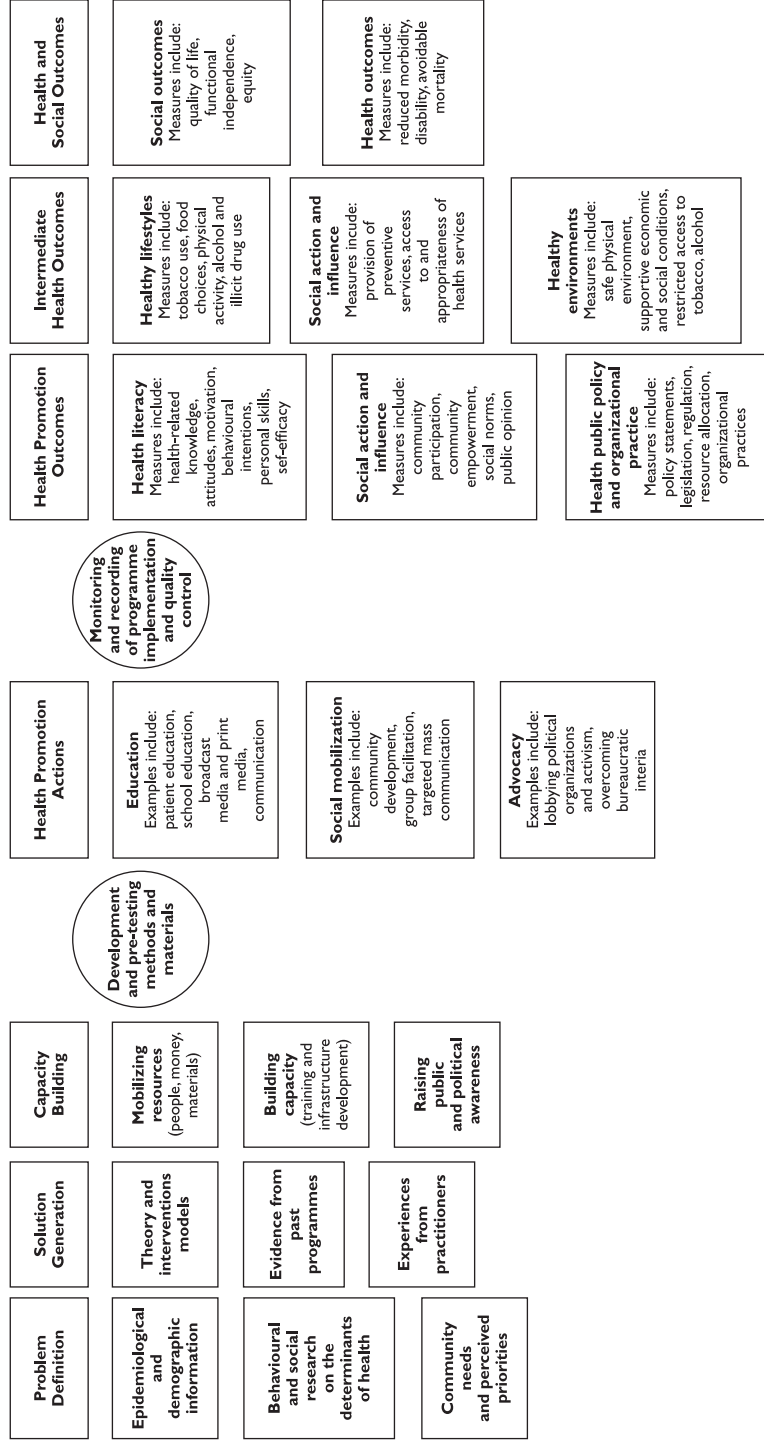 Problem
Definition
Epidemiological
and
demographic
information
Behavioural
and social
research
on the
determinants
of health
Community
needs
and perceived
priorities
Solution
Generation
Theory and
interventions
models
Evidence from
past
programmes
Experiences
from
practitioners
Capacity
Building
Mobilizing
resources
(people, money,
materials)
Building
capacity
(training and
infrastructure
development)
Raising
public
and political
awareness
Development
and pre-testing
methods and
materials
Health Promotion
Actions
Education
Examples include:
patient education,
school education,
broadcast
media and print
media,
communication
Social mobilization
Examples include:
community
development,
group facilitation,
targeted mass
communication
Advocacy
Examples include:
lobbying political
organizations
and activism,
overcoming
bureaucratic
interia
Monitoring
and recording
of programme
implementation
and quality
control
Health Promotion
Outcomes
Health literacy
Measures include:
health-related
knowledge,
attitudes, motivation,
behavioural
intentions,
personal skills,
sef-efficacy
Social action and
influence
Measures include:
community
participation,
community
empowerment,
social norms,
public opinion
Health public policy
and organizational
practice
Measures include:
policy statements,
legislation, regulation,
resource allocation,
organizational
practices
Intermediate
Health Outcomes
Healthy lifestyles
Measures include:
tobacco use, food
choices, physical
activity, alcohol and
illicit drug use
Social action and
influence
Measures incude:
provision of
preventive
services, access
to and
appropriateness of
health services
Healthy
environments
Measures include:
safe physical
environment,
supportive economic
and social conditions,
restricted access to
tobacco, alcohol
Health and
Social Outcomes
Social outcomes
Measures include:
quality of life,
functional
independence,
equity
Health outcomes
Measures include:
reduced morbidity,
disability, avoidable
mortality